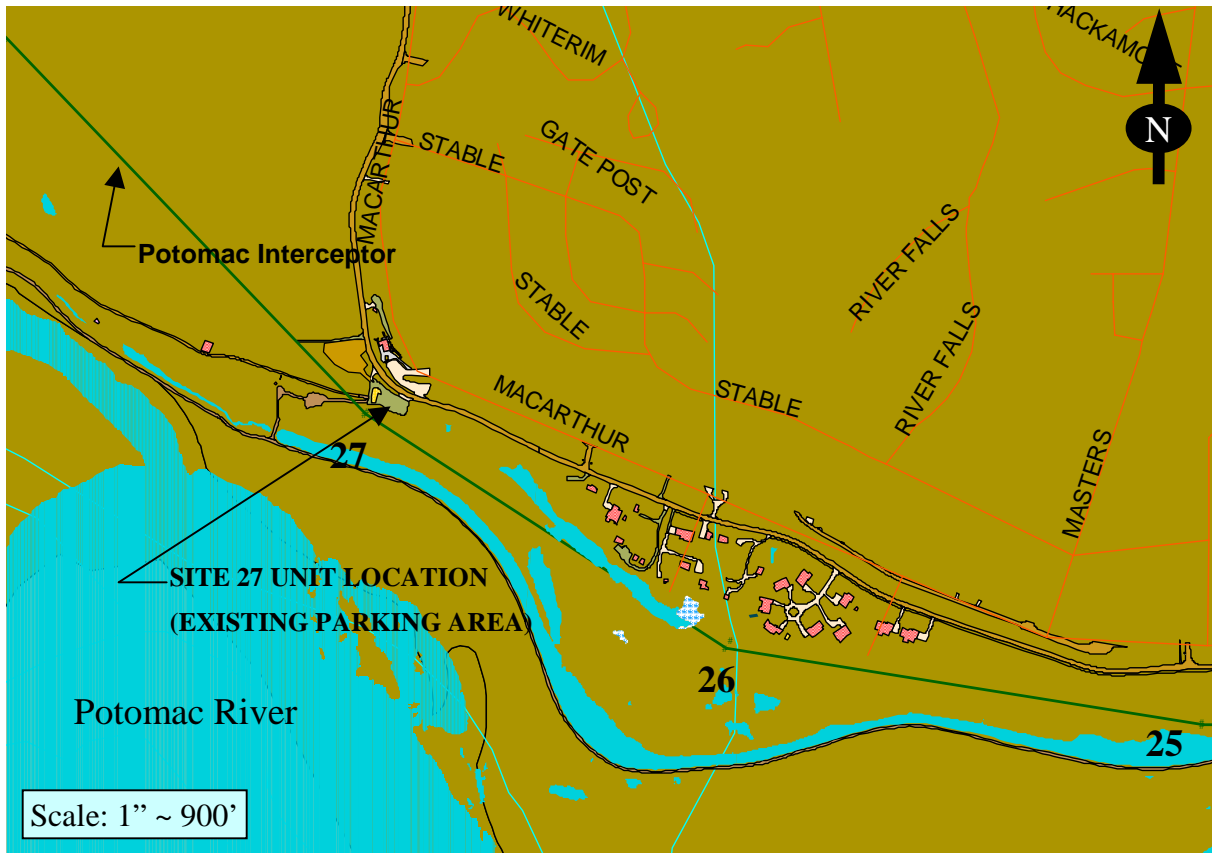 WHITERIM
HACKAMO
N
MACARTHUR
STABLE
GATE POST
Potomac Interceptor
RIVER FALLS
STABLE
RIVER FALLS
MACARTHUR
STABLE
MASTERS
27
SITE 27 UNIT LOCATION
(EXISTING PARKING AREA)
26
Potomac River
25
Scale: 1” ~ 900’